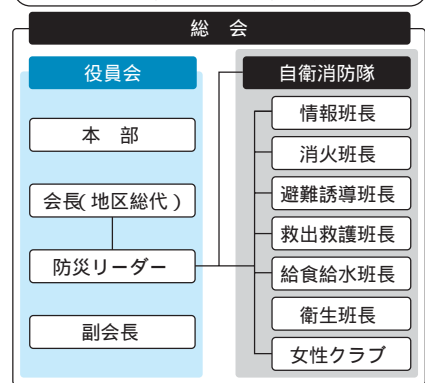 総　会
役員会
本　部
会長（地区総代）
防災リーダー
副会長
自衛消防隊
情報班長
消火班長
避難誘導班長
救出救護班長
給食給水班長
衛生班長
女性クラブ